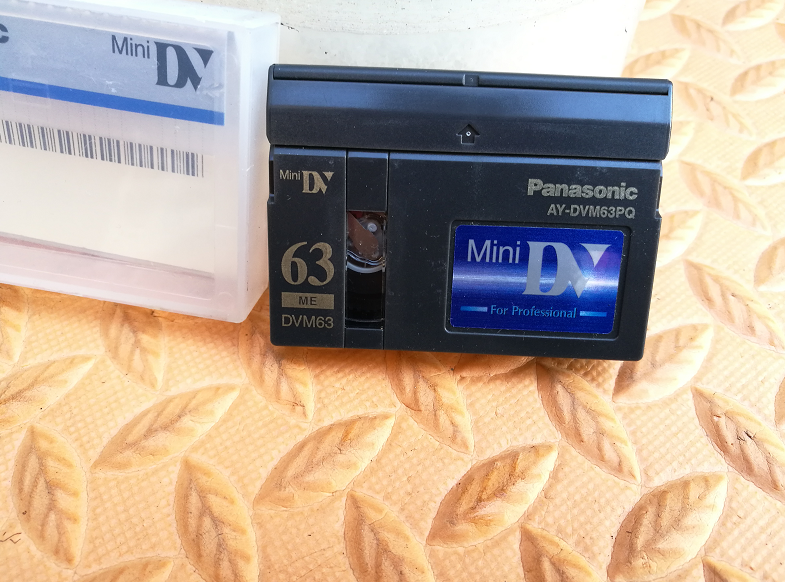 Mini DV
Mini DV
Panasonic
AY-DVM63PQ
63
ME
DVM63
Mini DV
For Professional